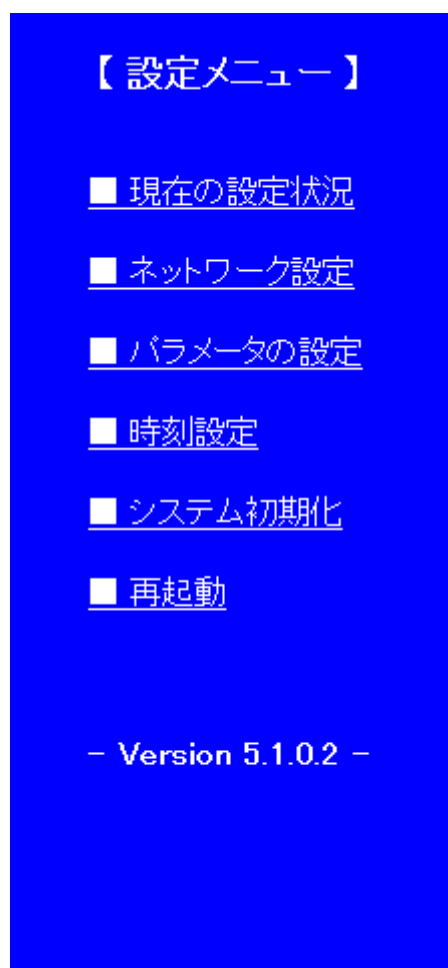 【 設定メニュー 】
■ 現在の設定状況
■ ネットワーク設定
■ パラメータの設定
■ 時刻設定
■ システム初期化
■ 再起動
− Version 5.1.0.2 −